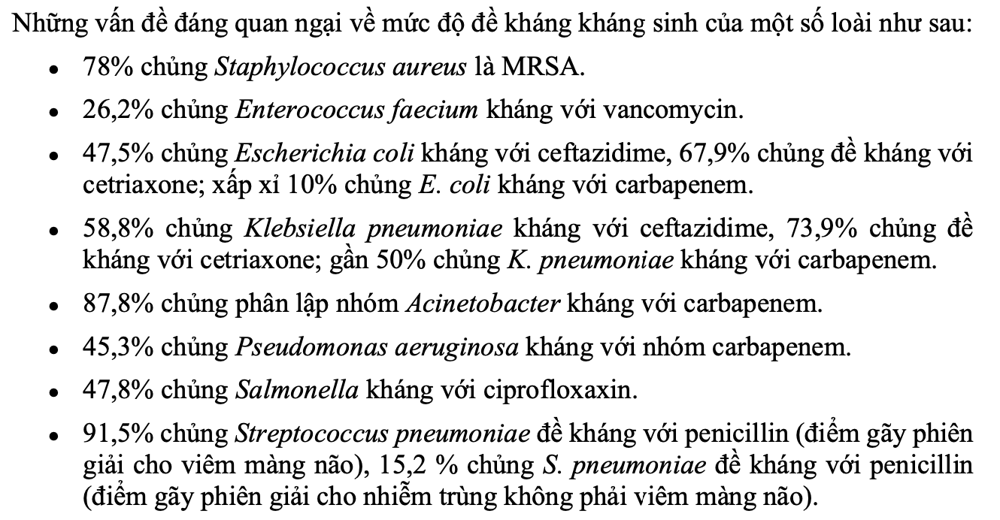 Những vấn đề đáng quan ngại về mức độ đề kháng kháng sinh của một số loài như sau:
• 78% chủng Staphylococcus aureus là MRSA.
• 26,2% chủng Enterococcus faecium kháng với vancomycin.
• 47,5% chủng Escherichia coli kháng với ceftazidime, 67,9% chủng đề kháng với
cetriaxone; xấp xỉ 10% chủng E. coli kháng với carbapenem.
• 58,8% chủng Klebsiella pneumoniae kháng với ceftazidime, 73,9% chủng đề
kháng với cetriaxone; gần 50% chủng K. pneumoniae kháng với carbapenem.
• 87,8% chủng phân lập nhóm Acinetobacter kháng với carbapenem.
• 45,3% chủng Pseudomonas aeruginosa kháng với nhóm carbapenem.
• 47,8% chủng Salmonella kháng với ciprofloxaxin.
• 91,5% chủng Streptococcus pneumoniae đề kháng với penicillin (điểm gãy phiên
giải cho viêm màng não), 15,2 % chủng S. pneumoniae đề kháng với penicillin
(điểm gãy phiên giải cho nhiễm trùng không phải viêm màng não).